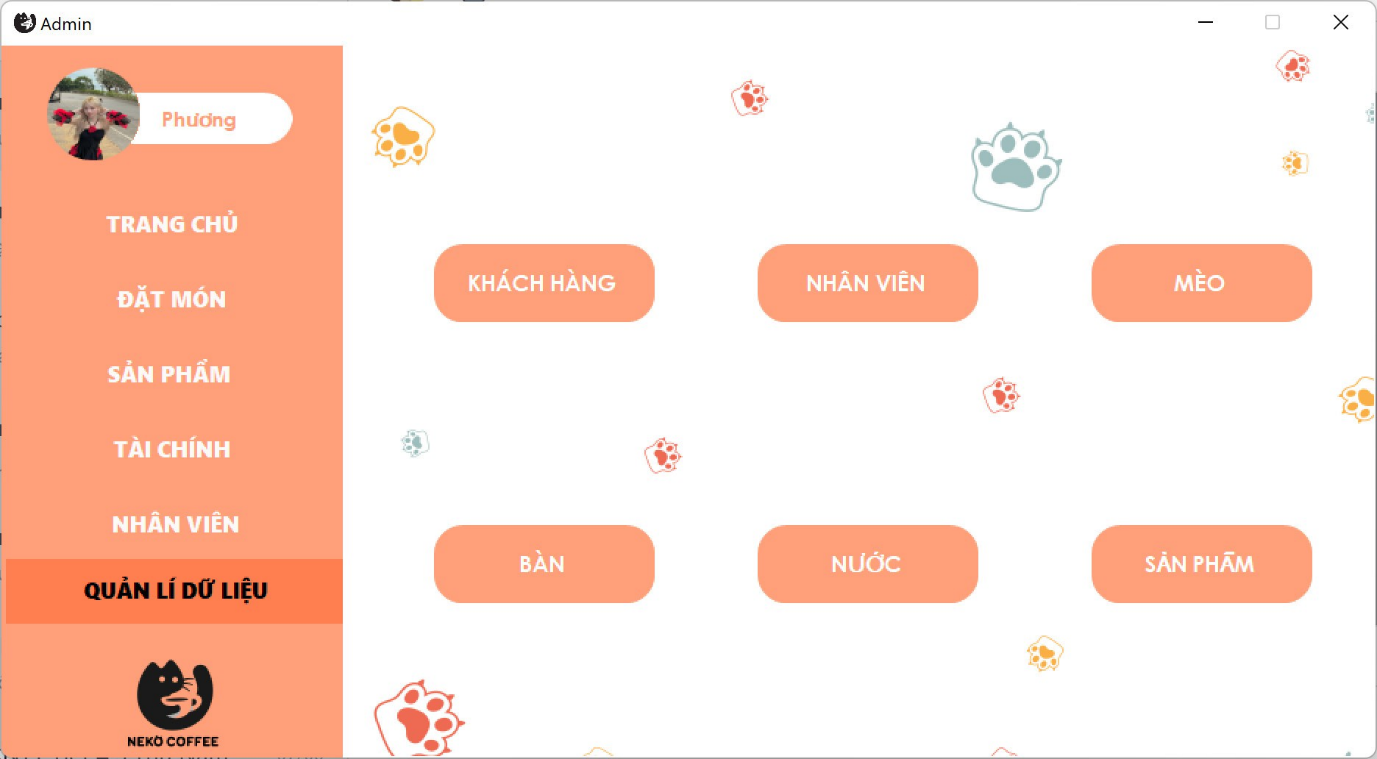 Admin
Phương
TRANG CHỦ
ĐẶT MÓN
SẢN PHẨM
TÀI CHÍNH
NHÂN VIÊN
QUẢN LÍ DỮ LIỆU
NEKO COFFEE
KHÁCH HÀNG
NHÂN VIÊN
MÈO
BÀN
NƯỚC
SẢN PHẨM